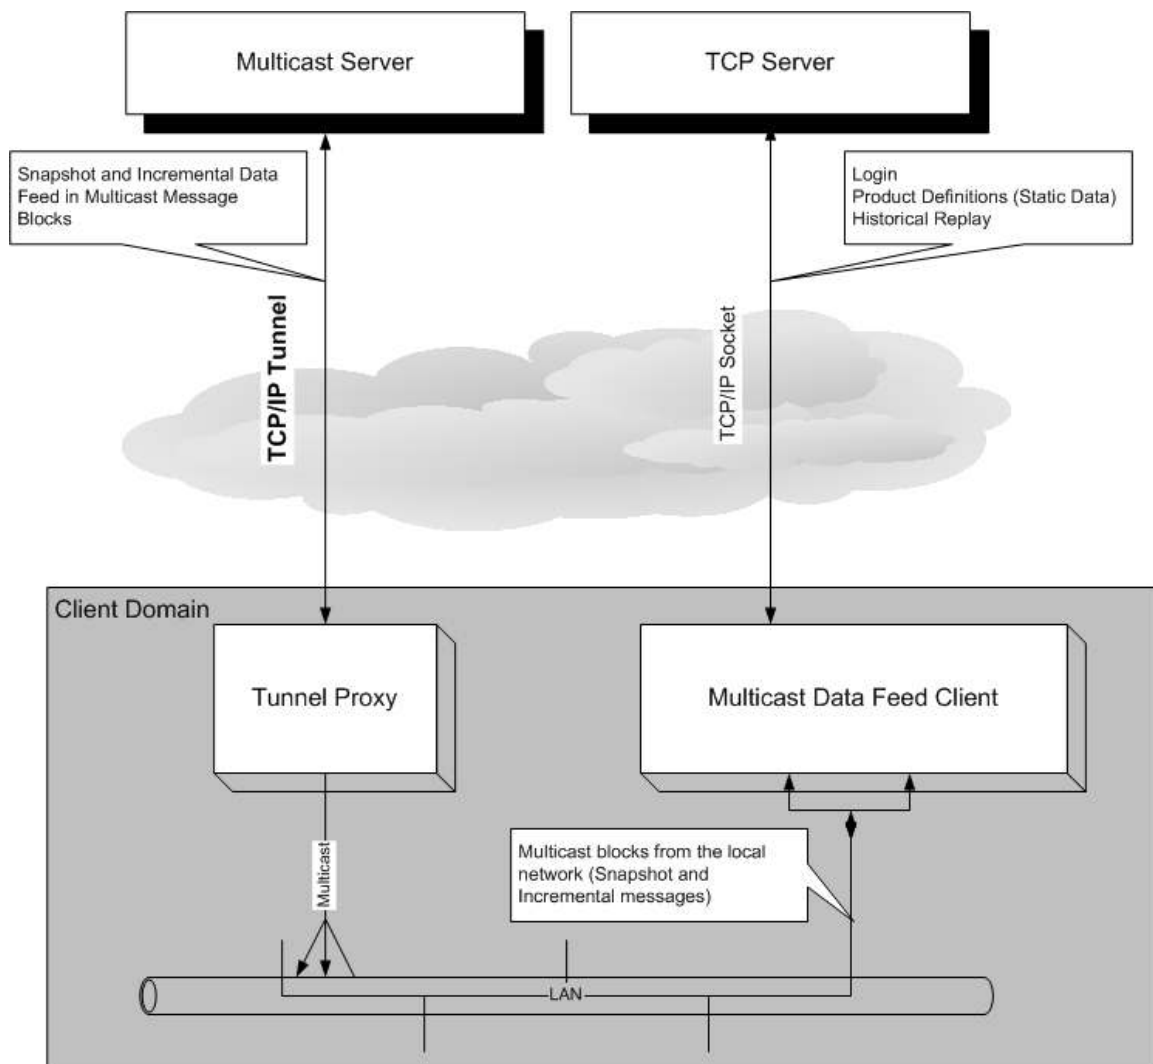 Multicast Server
TCP Server
Snapshot and Incremental Data
Feed in Multicast Message
Blocks
Login
Product Definitions (Static Data)
Historical Replay
TCP/IP Tunnel
TCP/IP Socket
Client Domain
Tunnel Proxy
Multicast Data Feed Client
Multicast
Multicast blocks from the local
network (Snapshot and
Incremental messages)
LAN